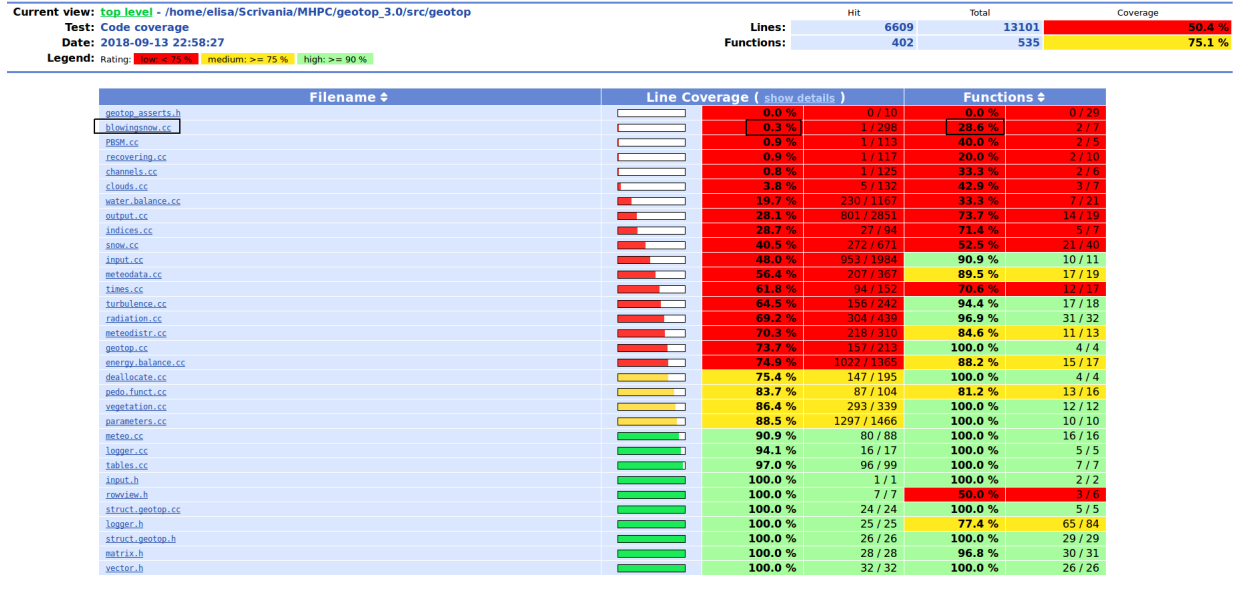 Current view: top level - /home/elisa/Scrivania/MHPC/geotop_3.0/src/geotop Hit Total Coverage
Test: Code coverage Lines: 6609 13101 50.4 %
Date: 2018-09-13 22:58:27 Functions: 402 535 75.1 %
Legend: Rating: low: < 75 % medium: >= 75 % high: >= 90 %
Filename Line Coverage ( show details ) Functions
geotop_asserts.h 0.0 % 0 / 10 0.0 % 0 / 29
blowingsnow.cc 0.3 % 1 / 298 28.6 % 2 / 7
PBSM.cc 0.9 % 1 / 113 40.0 % 2 / 5
recovering.cc 0.9 % 1 / 117 20.0 % 2 / 10
channels.cc 0.8 % 1 / 125 33.3 % 2 / 6
clouds.cc 3.8 % 5 / 132 42.9 % 3 / 7
water.balance.cc 19.7 % 230 / 1167 33.3 % 7 / 21
output.cc 28.1 % 801 / 2851 73.7 % 14 / 19
indices.cc 28.7 % 27 / 94 71.4 % 5 / 7
snow.cc 40.5 % 272 / 671 52.5 % 21 / 40
input.cc 48.0 % 953 / 1984 90.9 % 10 / 11
meteodata.cc 56.4 % 207 / 367 89.5 % 17 / 19
times.cc 61.8 % 94 / 152 70.6 % 12 / 17
turbulence.cc 64.5 % 156 / 242 94.4 % 17 / 18
radiation.cc 69.2 % 304 / 439 96.9 % 31 / 32
meteodistr.cc 70.3 % 218 / 310 84.6 % 11 / 13
geotop.cc 73.7 % 157 / 213 100.0 % 4 / 4
energy.balance.cc 74.9 % 1022 / 1365 88.2 % 15 / 17
deallocate.cc 75.4 % 147 / 195 100.0 % 4 / 4
pedo.funct.cc 83.7 % 87 / 104 81.2 % 13 / 16
vegetation.cc 86.4 % 293 / 339 100.0 % 12 / 12
parameters.cc 88.5 % 1297 / 1466 100.0 % 10 / 10
meteo.cc 90.9 % 80 / 88 100.0 % 16 / 16
logger.cc 94.1 % 16 / 17 100.0 % 5 / 5
tables.cc 97.0 % 96 / 99 100.0 % 7 / 7
input.h 100.0 % 1 / 1 100.0 % 2 / 2
rowview.h 100.0 % 7 / 7 50.0 % 3 / 6
struct.geotop.cc 100.0 % 24 / 24 100.0 % 5 / 5
logger.h 100.0 % 25 / 25 77.4 % 65 / 84
struct.geotop.h 100.0 % 26 / 26 100.0 % 29 / 29
matrix.h 100.0 % 28 / 28 96.8 % 30 / 31
vector.h 100.0 % 32 / 32 100.0 % 26 / 26